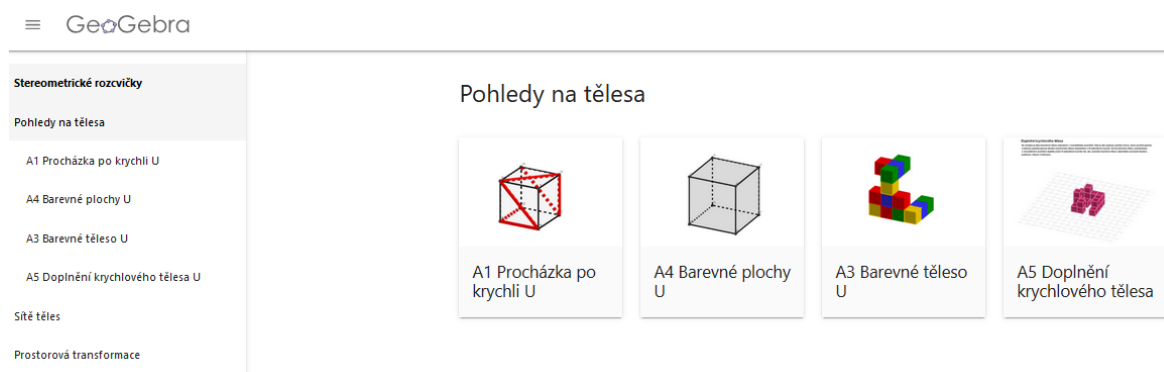 GeoGebra
Stereometrické rozcvičky
Pohledy na tělesa
A1 Procházka po krychli U
A4 Barevné plochy U
A3 Barevné těleso U
A5 Doplnění krychlového tělesa U
Sítě těles
Prostorová transformace
Pohledy na tělesa
A1 Procházka po
krychli U
A4 Barevné plochy
U
A3 Barevné těleso
U
A5 Doplnění
krychlového tělesa